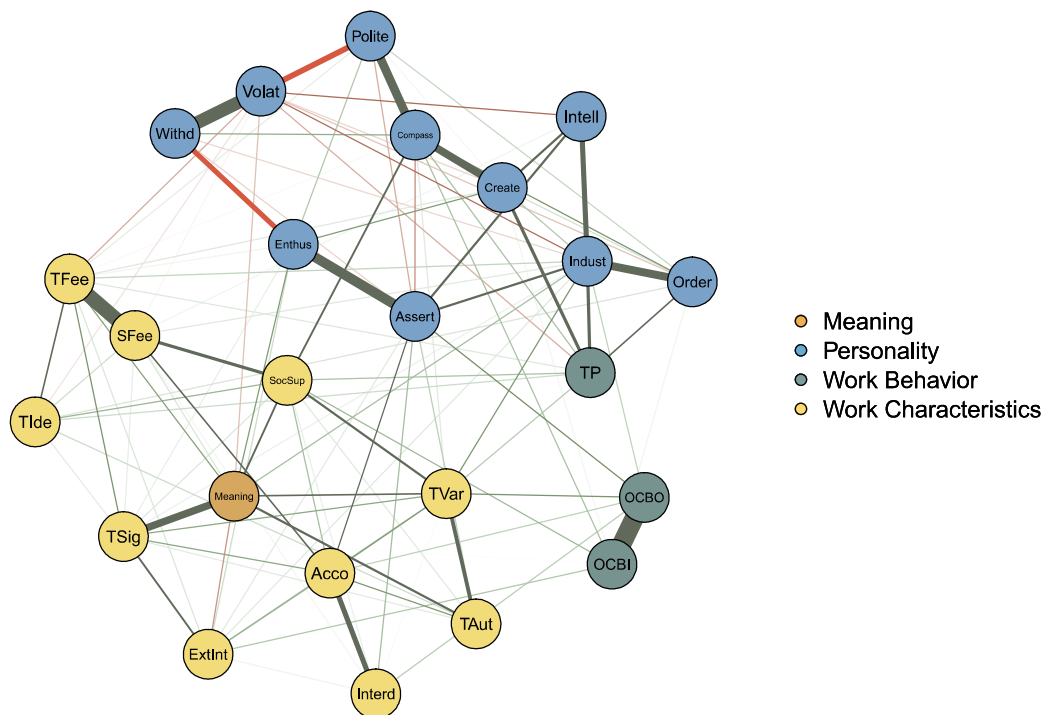 Polite
Volat
Withd
Compass
Intell
Create
Enthus
Indust
Order
TFee
Assert
SFee
SocSup
TP
TIde
Meaning
TVar
OCBO
TSig
Acco
OCBI
TAut
ExtInt
Interd
Meaning
Personality
Work Behavior
Work Characteristics